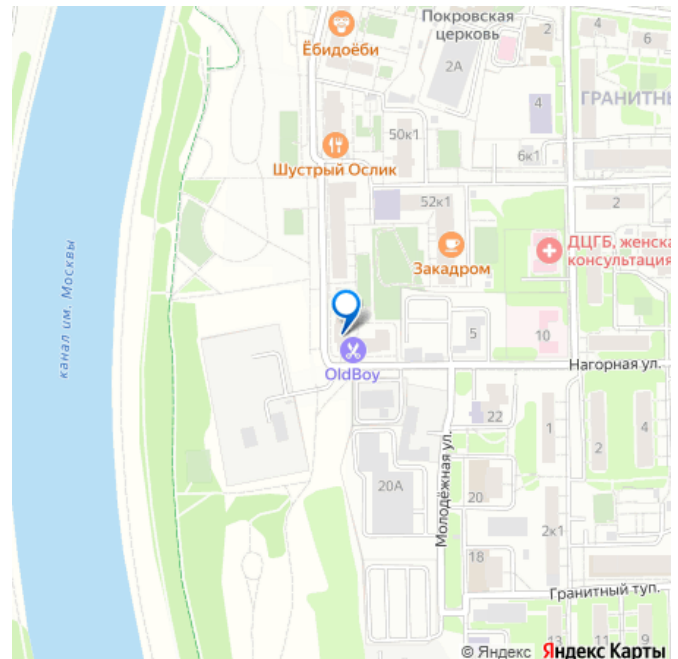 Покровская
церковь
2
4
6
Ёбидоёби
2А
ГРАНИТНЫ
4
50к1
6к1
Шустрый Ослик
52к1
2
ДЦГБ, женска
консультация
Закадром
канал им. Москвы
5
10
OldBoy
Нагорная ул.
22
1
2
4
Молодёжная ул.
20А
20
2к1
18
Гранитный туп.
13
11
9
© Яндекс Яндекс Карты